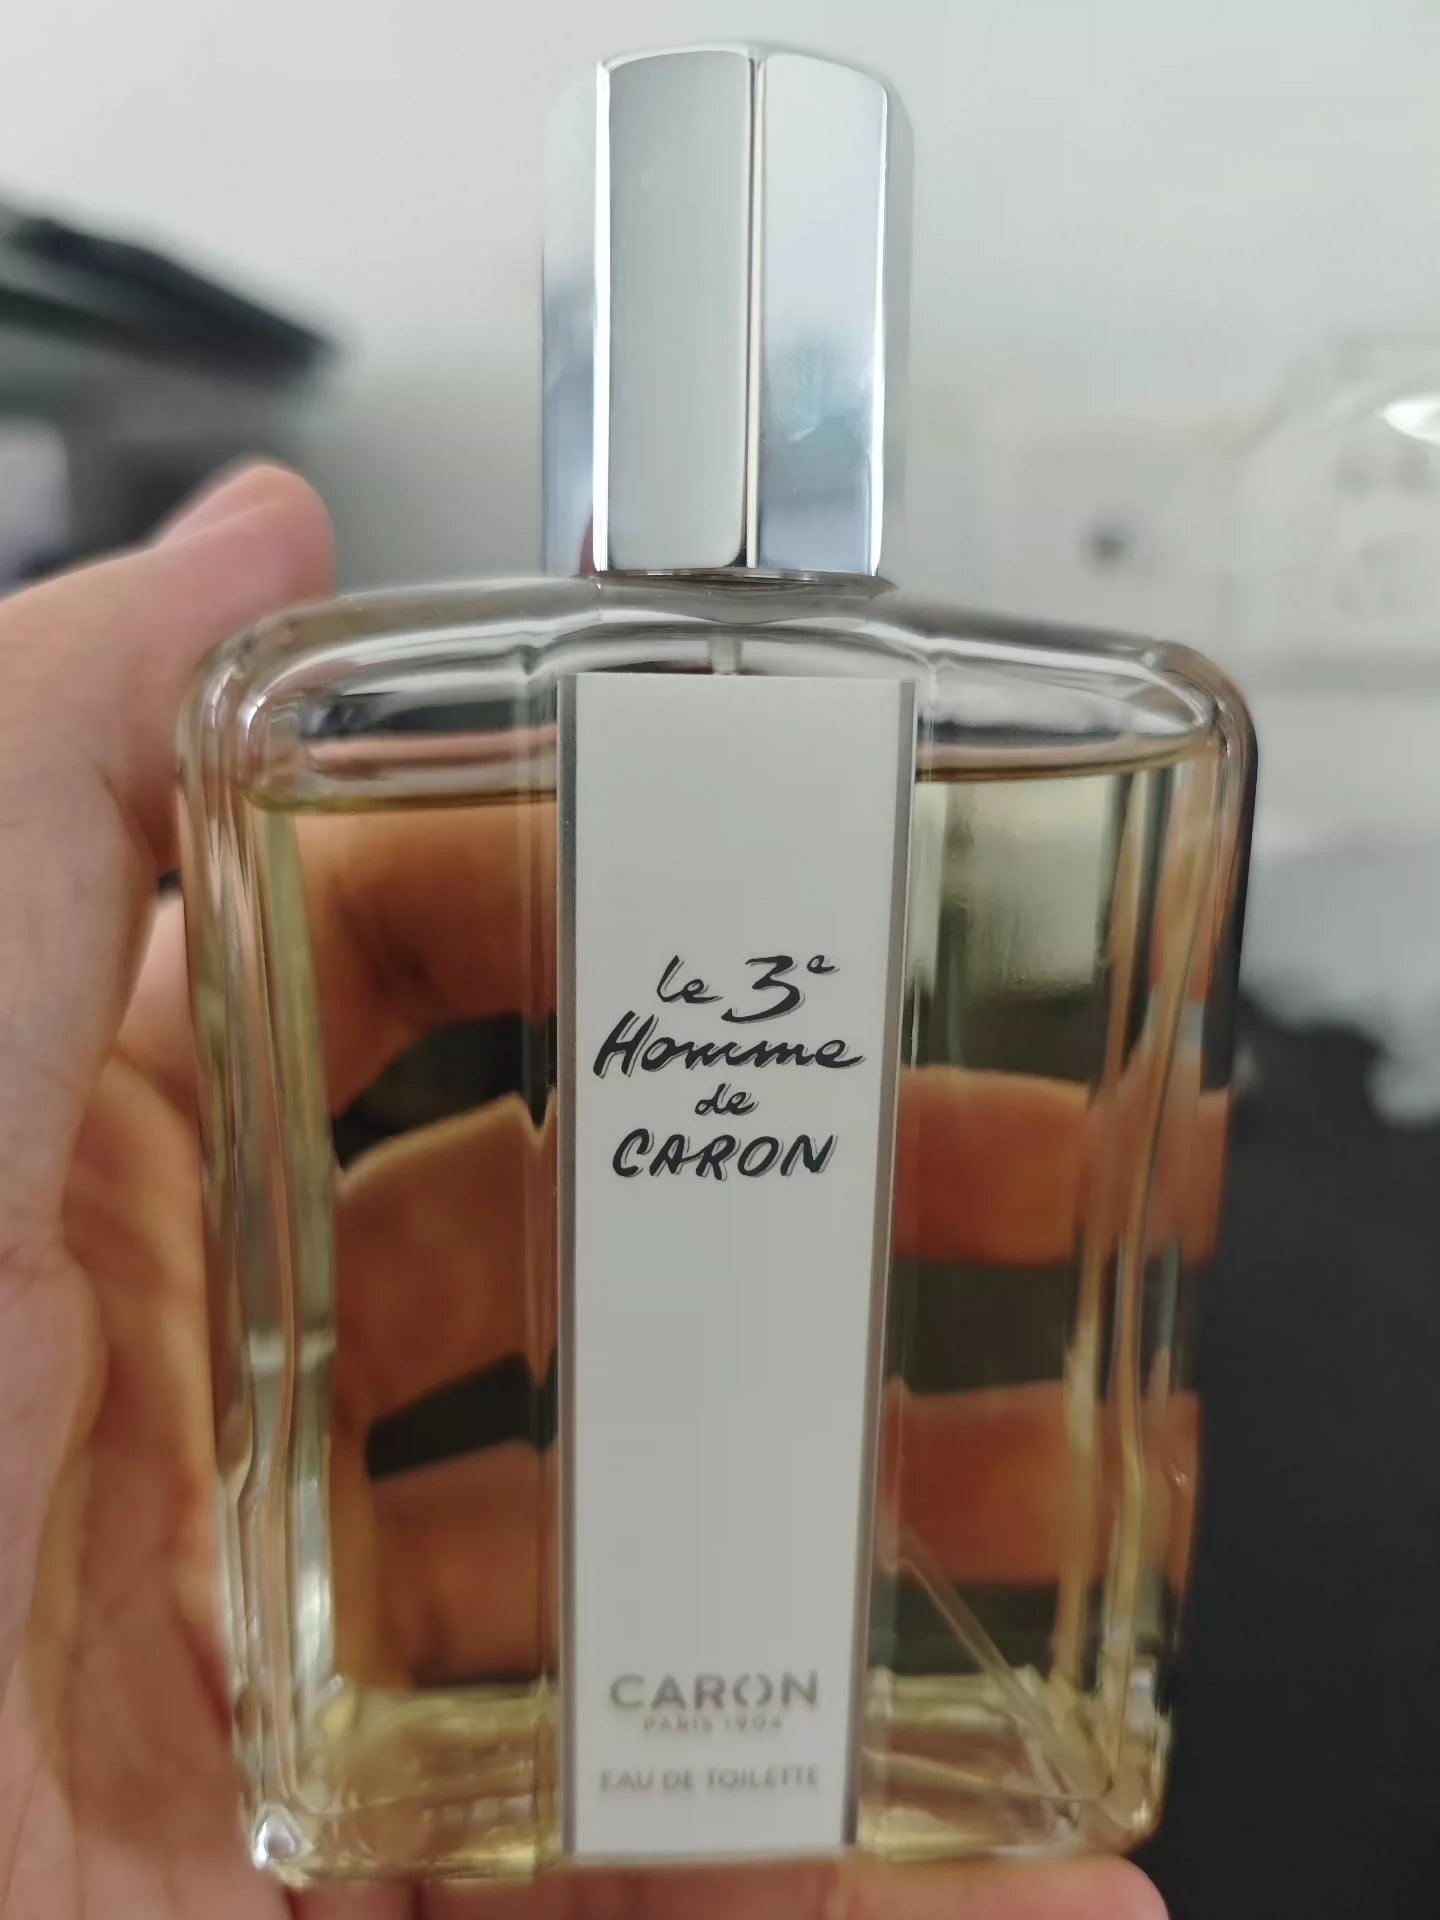 le 3e
Homme
de
CARON
CARON
PARIS 1904
EAU DE TOILETTE